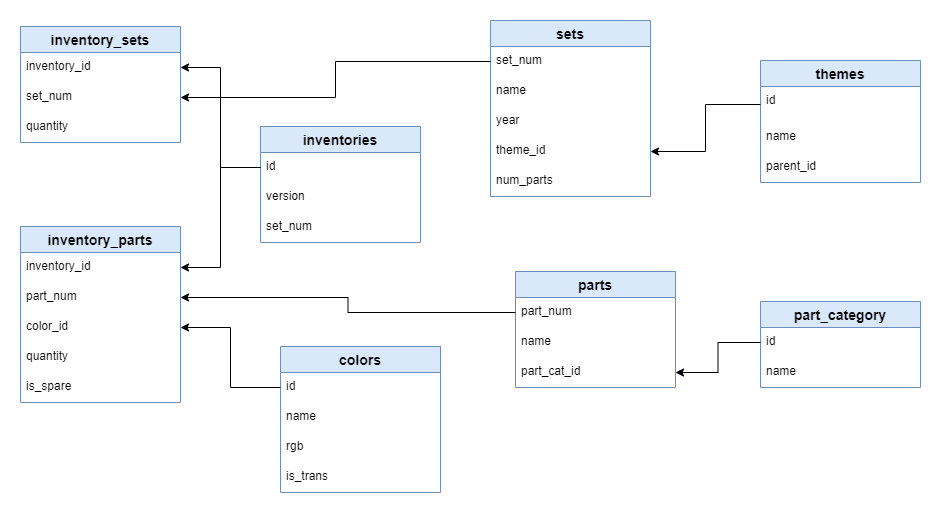 inventory_sets
inventory_id
set_num
quantity
sets
set_num
name
year
theme_id
num_parts
themes
id
name
parent_id
inventories
id
version
set_num
inventory_parts
inventory_id
part_num
color_id
quantity
is_spare
parts
part_num
name
part_cat_id
part_category
id
name
colors
id
name
rgb
is_trans